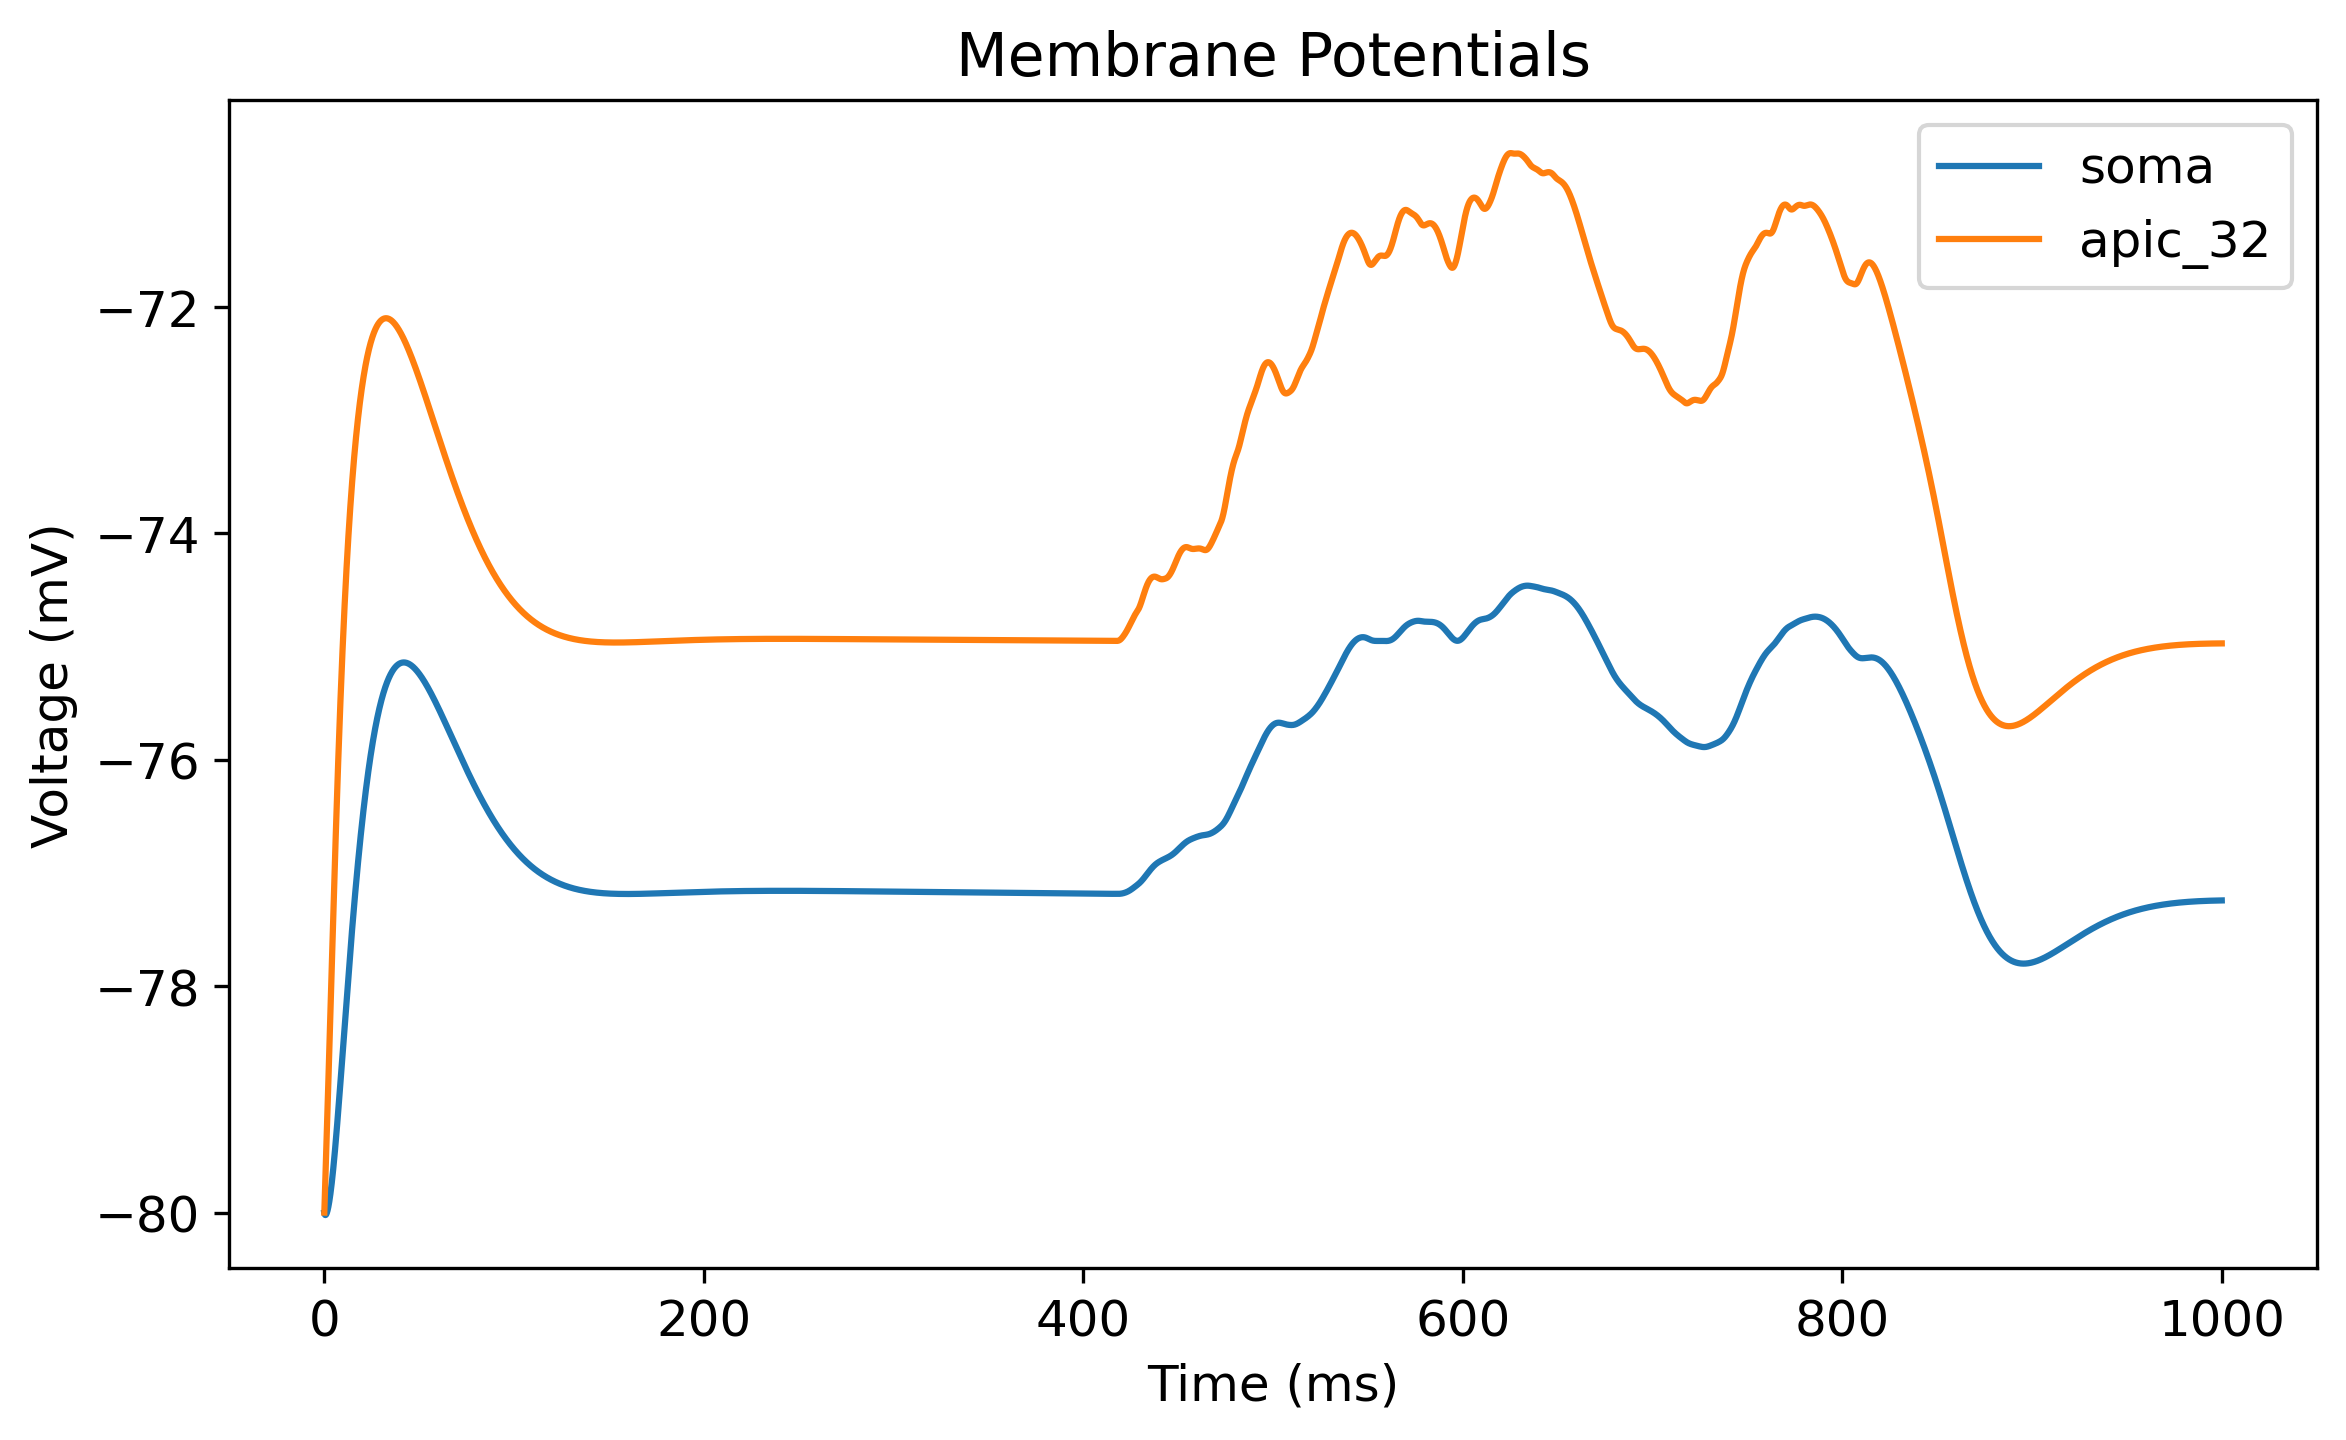 Membrane Potentials
soma
apic_32
Voltage (mV)
−72
−74
−76
−78
−80
0 200 400 600 800 1000
Time (ms)